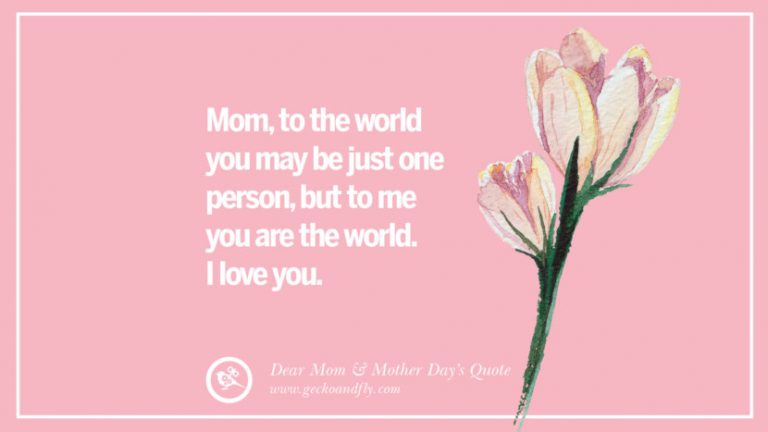 Mom, to the world
you may be just one
person, but to me
you are the world.
I love you.
Dear Mom & Mother Day's Quote
www.geckoandfly.com